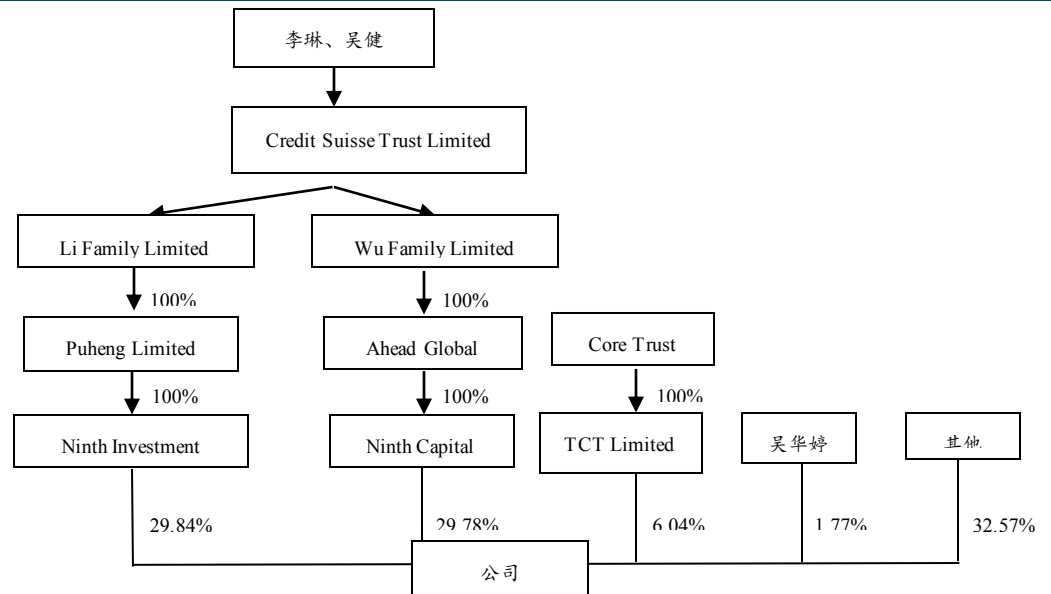 李琳、吴健
Credit Suisse Trust Limited
Li Family Limited
Wu Family Limited
100%
100%
Puheng Limited
Ahead Global
Core Trust
100%
100%
100%
Ninth Investment
Ninth Capital
TCT Limited
吴华婷
其他
29.84%
29.78%
6.04%
1.77%
32.57%
公司